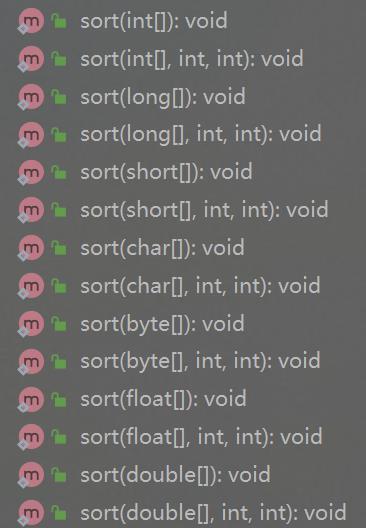 m sort(int[]): void
m sort(int[], int, int): void
m sort(long[]): void
m sort(long[], int, int): void
m sort(short[]): void
m sort(short[], int, int): void
m sort(char[]): void
m sort(char[], int, int): void
m sort(byte[]): void
m sort(byte[], int, int): void
m sort(float[]): void
m sort(float[], int, int): void
m sort(double[]): void
m sort(double[], int, int): void